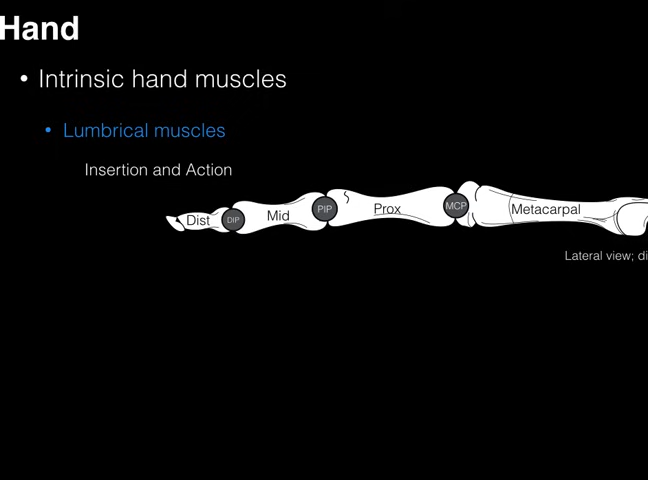 Hand
• Intrinsic hand muscles
• Lumbrical muscles
Insertion and Action
Dist DIP Mid PIP Prox MCP Metacarpal
Lateral view; di